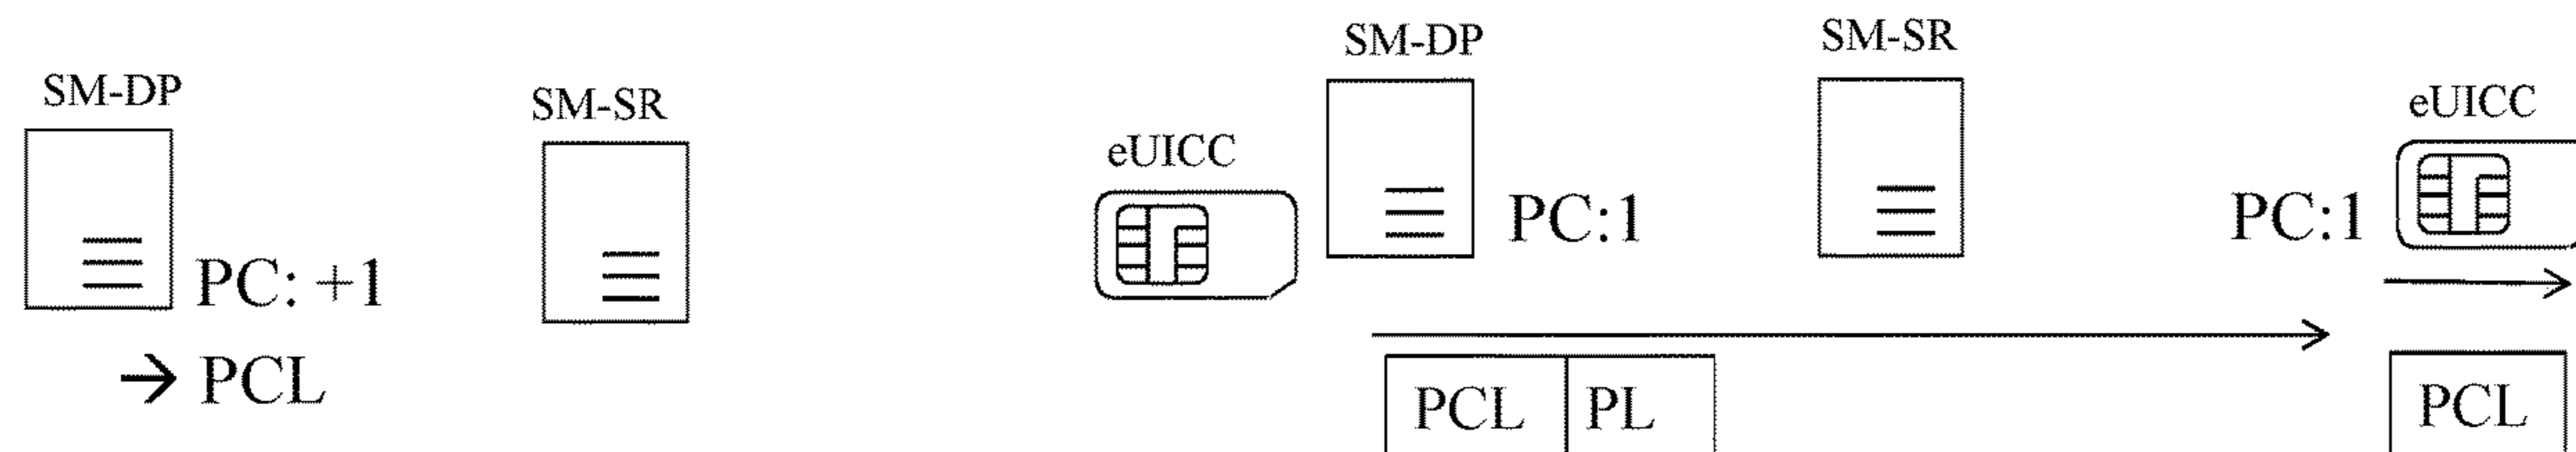 SM-DP
SM-SR
PC: +1
→ PCL
eUICC
SM-DP
PC:1
SM-SR
PC:1
eUICC
PCL PL
PCL